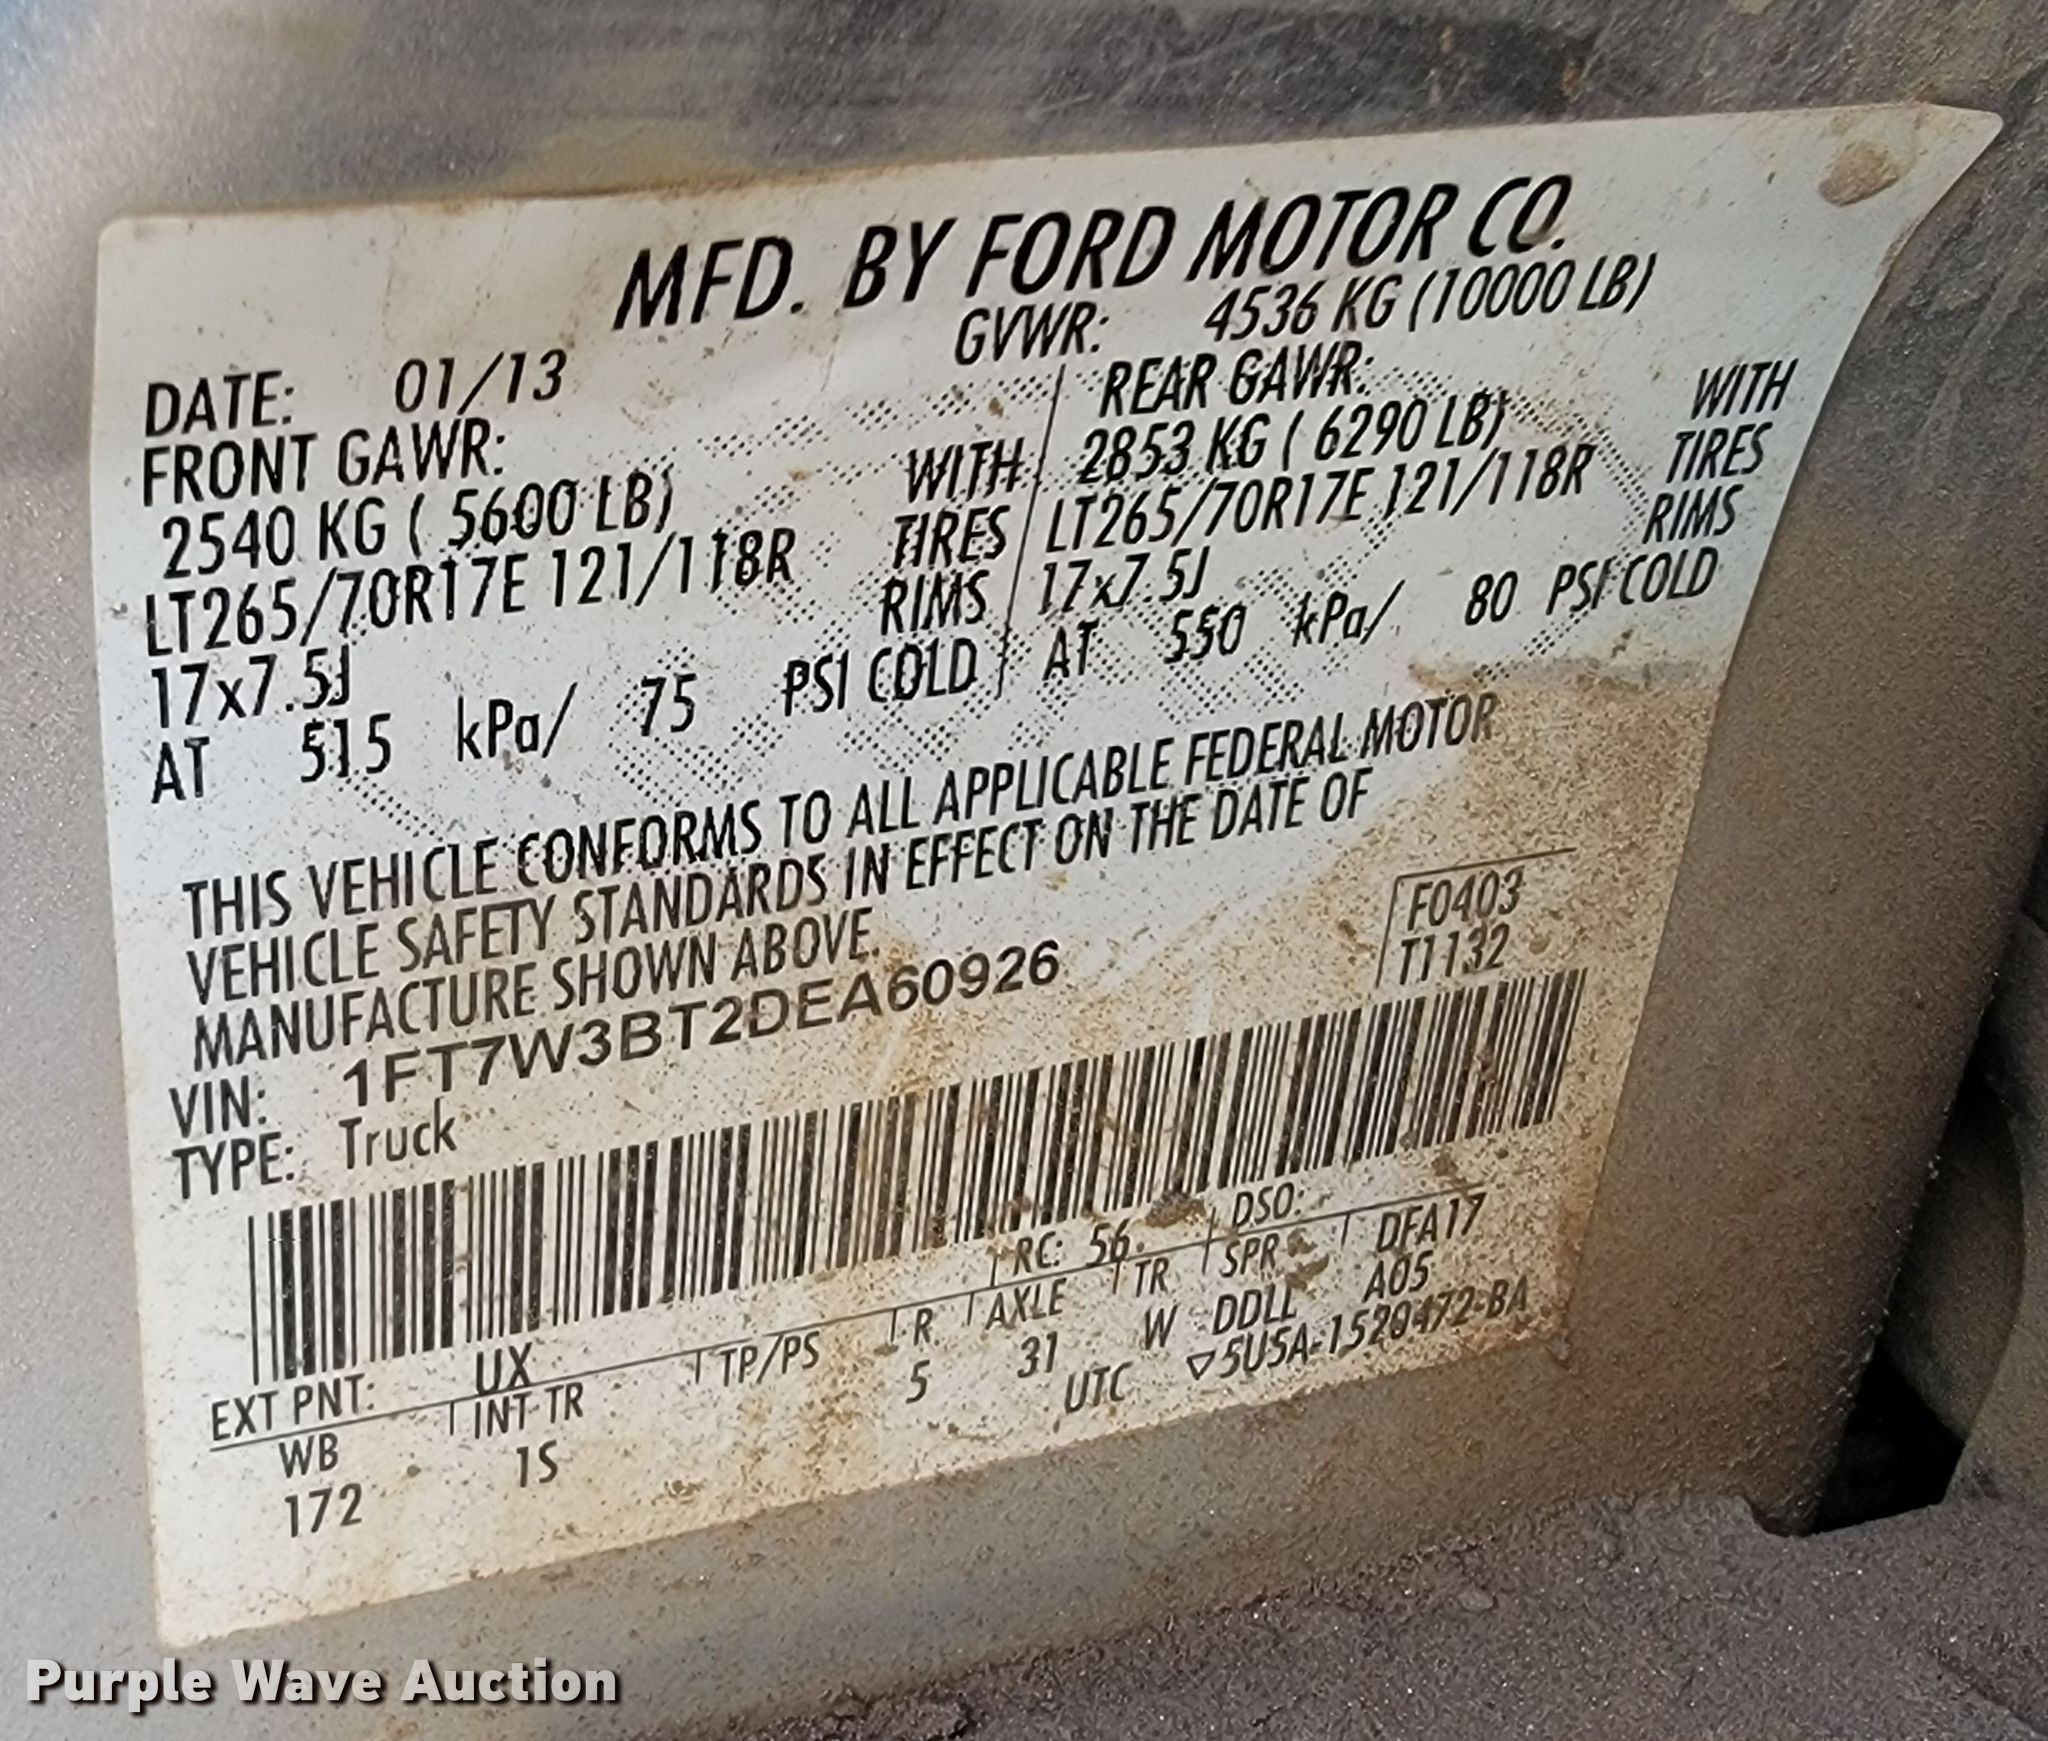 MFD. BY FORD MOTOR CO.
DATE: 01/13 GVWR: 4536 KG (10000 LB)
FRONT GAWR: REAR GAWR:
2540 KG ( 5600 LB) WITH 2853 KG ( 6290 LB) WITH
LT265/70R17E 121/118R TIRES LT265/70R17E 121/118R TIRES
17x7.5J RIMS 17x7.5J RIMS
AT 515 kPa/ 75 PSI COLD AT 550 kPa/ 80 PSI COLD
THIS VEHICLE CONFORMS TO ALL APPLICABLE FEDERAL MOTOR
VEHICLE SAFETY STANDARDS IN EFFECT ON THE DATE OF
MANUFACTURE SHOWN ABOVE.
F0403
VIN: 1FT7W3BT2DEA60926 T1132
TYPE: Truck
EXT PNT: UX RC: 56 DSO:
WB INT TR TP/PS R AXLE TR SPR DFA17
172 1S 5 31 W DDLL A05
UTC ▽5U5A-1520472-BA
Purple Wave Auction